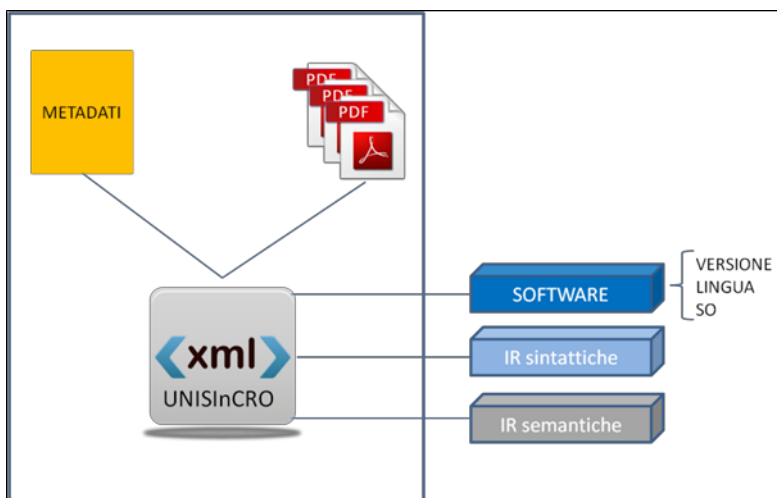 METADATI
PDF
PDF
PDF
xml
UNISInCRO
SOFTWARE
VERSIONE
LINGUA
SO
IR sintattiche
IR semantiche